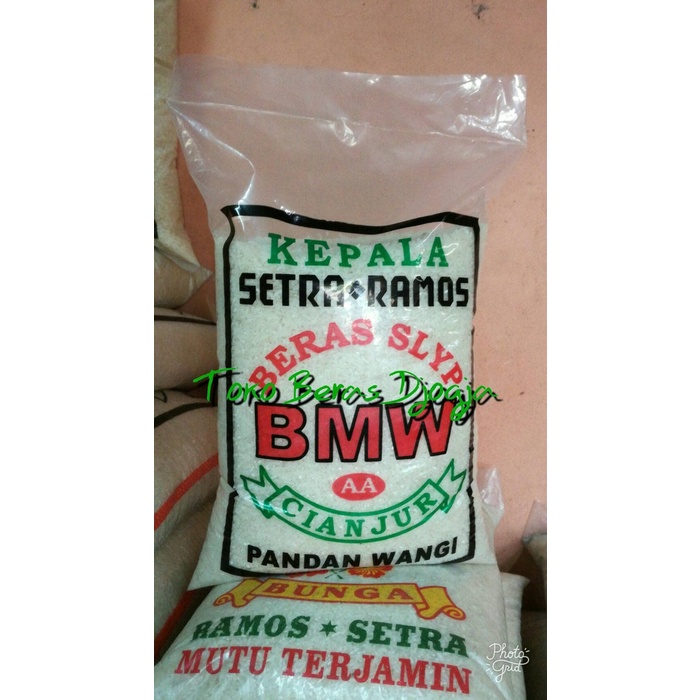 KEPALA
SETRA RAMOS
BERAS SLYP
Toko Beras Djogja
BMW
AA
CIANJUR
PANDAN WANGI
BUNGA
RAMOS * SETRA
MUTU TERJAMIN
Photo
Grid